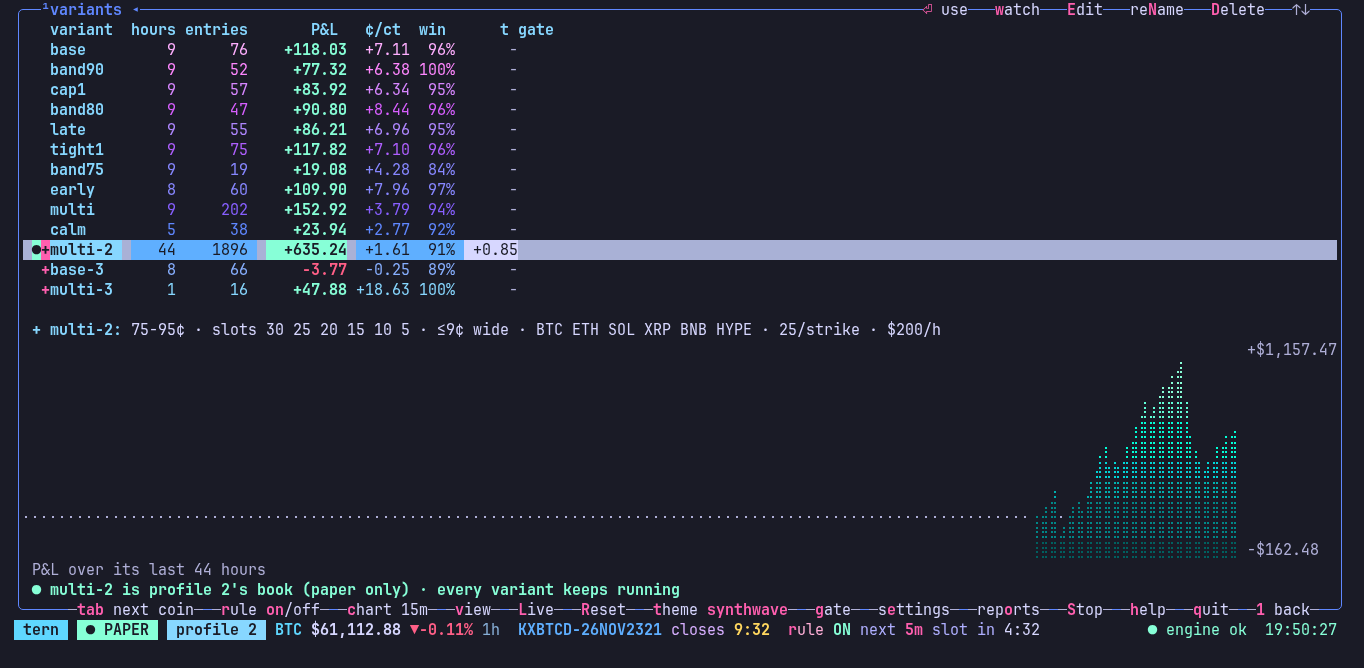 ¹variants ◂ ⏎ use watch Edit reName Delete ↑↓
variant hours entries P&L ¢/ct win t gate
base 9 76 +118.03 +7.11 96% -
band90 9 52 +77.32 +6.38 100% -
cap1 9 57 +83.92 +6.34 95% -
band80 9 47 +90.80 +8.44 96% -
late 9 55 +86.21 +6.96 95% -
tight1 9 75 +117.82 +7.10 96% -
band75 9 19 +19.08 +4.28 84% -
early 8 60 +109.90 +7.96 97% -
multi 9 202 +152.92 +3.79 94% -
calm 5 38 +23.94 +2.77 92% -
●+multi-2 44 1896 +635.24 +1.61 91% +0.85
+base-3 8 66 -3.77 -0.25 89% -
+multi-3 1 16 +47.88 +18.63 100% -
+ multi-2: 75-95¢ · slots 30 25 20 15 10 5 · ≤9¢ wide · BTC ETH SOL XRP BNB HYPE · 25/strike · $200/h
+$1,157.47
-$162.48
P&L over its last 44 hours
● multi-2 is profile 2's book (paper only) · every variant keeps running
tab next coin rule on/off chart 15m view Live Reset theme synthwave gate settings reports Stop help quit 1 back
tern ● PAPER profile 2 BTC $61,112.88 ▼-0.11% 1h KXBTCD-26NOV2321 closes 9:32 rule ON next 5m slot in 4:32 ● engine ok 19:50:27